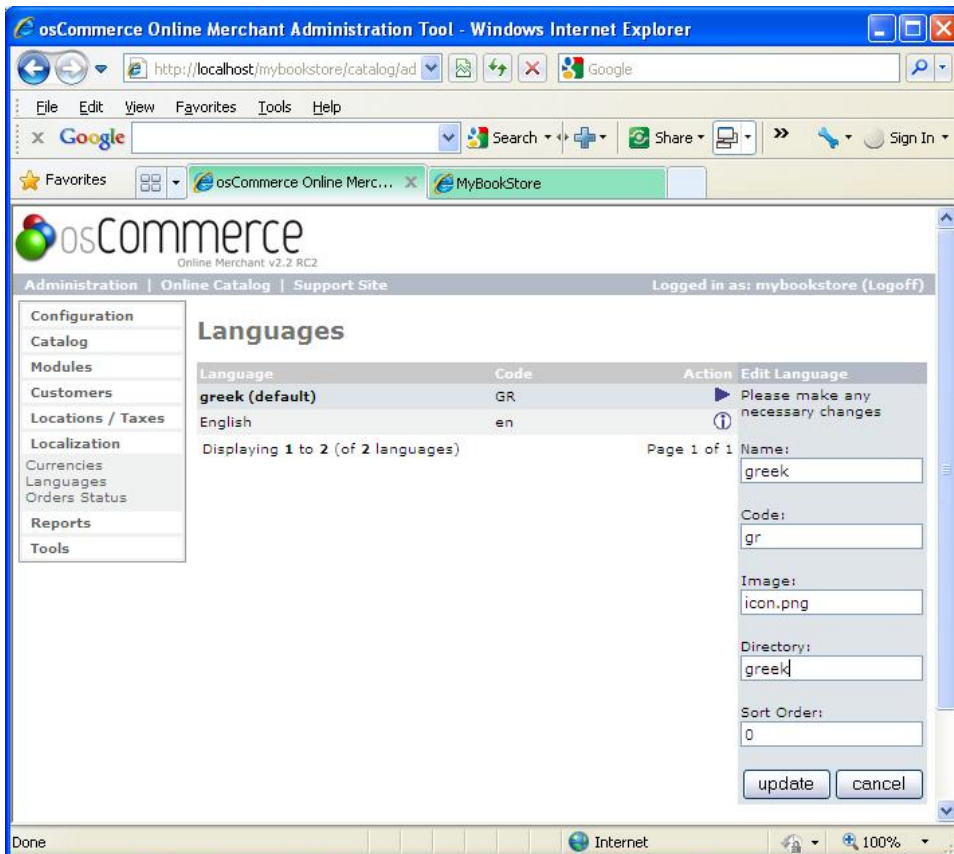 osCommerce Online Merchant Administration Tool - Windows Internet Explorer
http://localhost/mybookstore/catalog/ad
Google
File Edit View Favorites Tools Help
x Google Search Share » Sign In
Favorites osCommerce Online Merc... X MyBookStore
osCommerce
Online Merchant v2.2 RC2
Administration | Online Catalog | Support Site Logged in as: mybookstore (Logoff)
Configuration
Catalog
Modules
Customers
Locations / Taxes
Localization
Currencies
Languages
Orders Status
Reports
Tools
Languages
Language Code Action
greek (default) GR
English en
Displaying 1 to 2 (of 2 languages) Page 1 of 1
Edit Language
Please make any
necessary changes
Name:
greek
Code:
gr
Image:
icon.png
Directory:
greek
Sort Order:
0
update cancel
Done Internet 100%